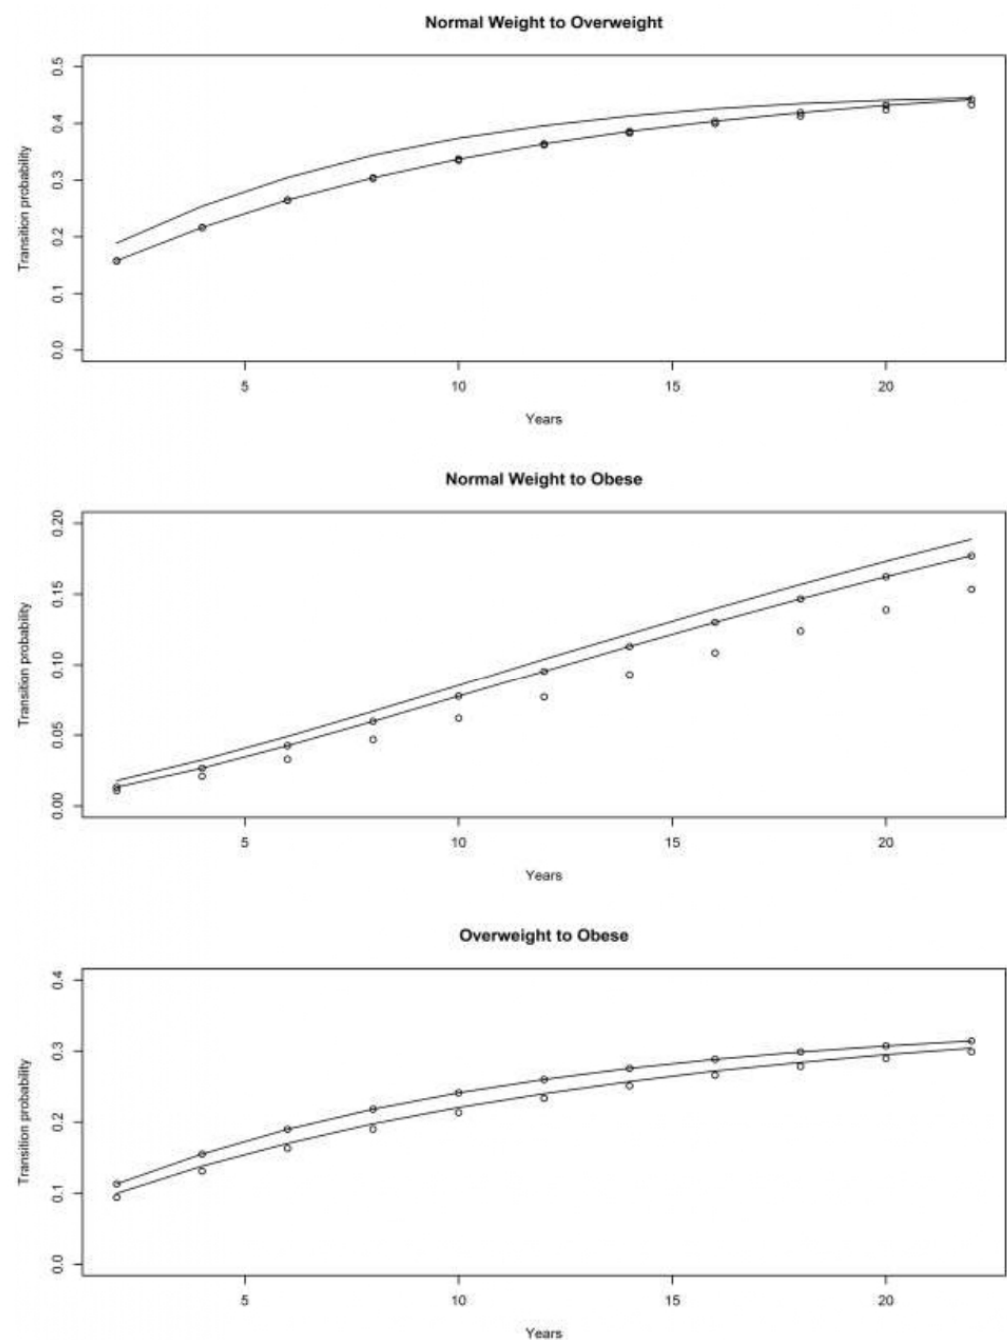 Normal Weight to Overweight
Transition probability
0.5
0.4
0.3
0.2
0.1
0.0
5 10 15 20
Years
Normal Weight to Obese
Transition probability
0.20
0.15
0.10
0.05
0.00
5 10 15 20
Years
Overweight to Obese
Transition probability
0.4
0.3
0.2
0.1
0.0
5 10 15 20
Years